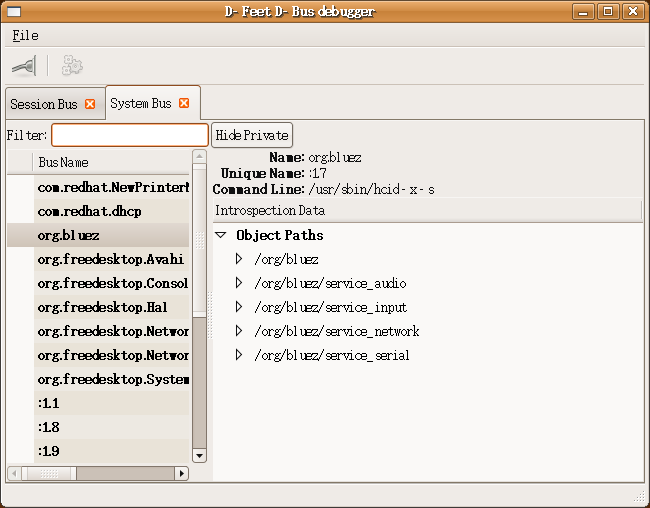 D-Feet D-Bus debugger
File
Session Bus
System Bus
Filter:
Hide Private
Bus Name
com.redhat.NewPrinterN
com.redhat.dhcp
org.bluez
org.freedesktop.Avahi
org.freedesktop.Consol
org.freedesktop.Hal
org.freedesktop.Networ
org.freedesktop.Networ
org.freedesktop.System
:1.1
:1.8
:1.9
Name: org.bluez
Unique Name: :1.7
Command Line: /usr/sbin/hcid -x -s
Introspection Data
Object Paths
/org/bluez
/org/bluez/service_audio
/org/bluez/service_input
/org/bluez/service_network
/org/bluez/service_serial